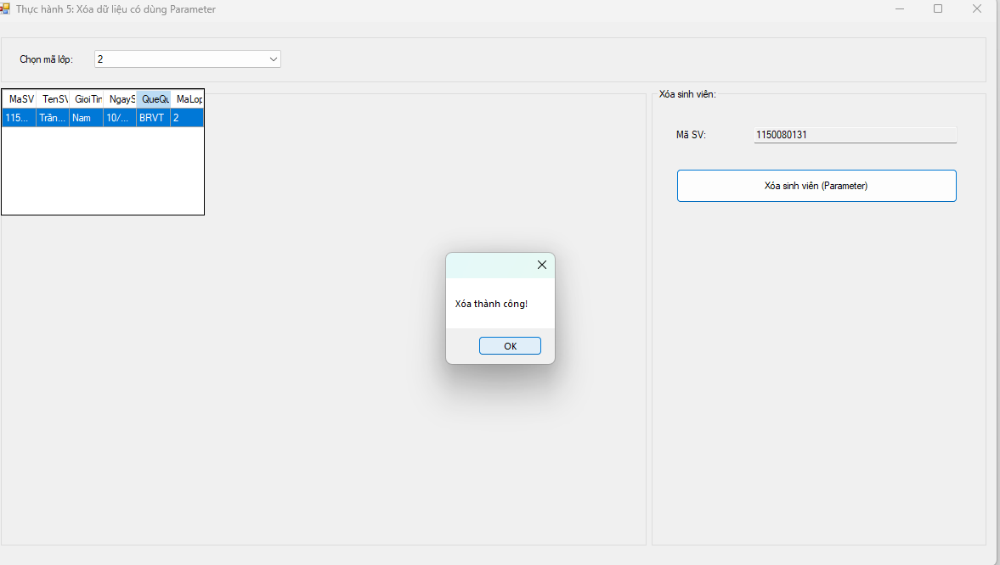 Thực hành 5: Xóa dữ liệu có dùng Parameter
Chọn mã lớp: 2
MaSV TenSV GioiTin NgayS QueQu MaLop
115... Trần... Nam 10/... BRVT 2
Xóa sinh viên:
Mã SV: 1150080131
Xóa sinh viên (Parameter)
Xóa thành công!
OK